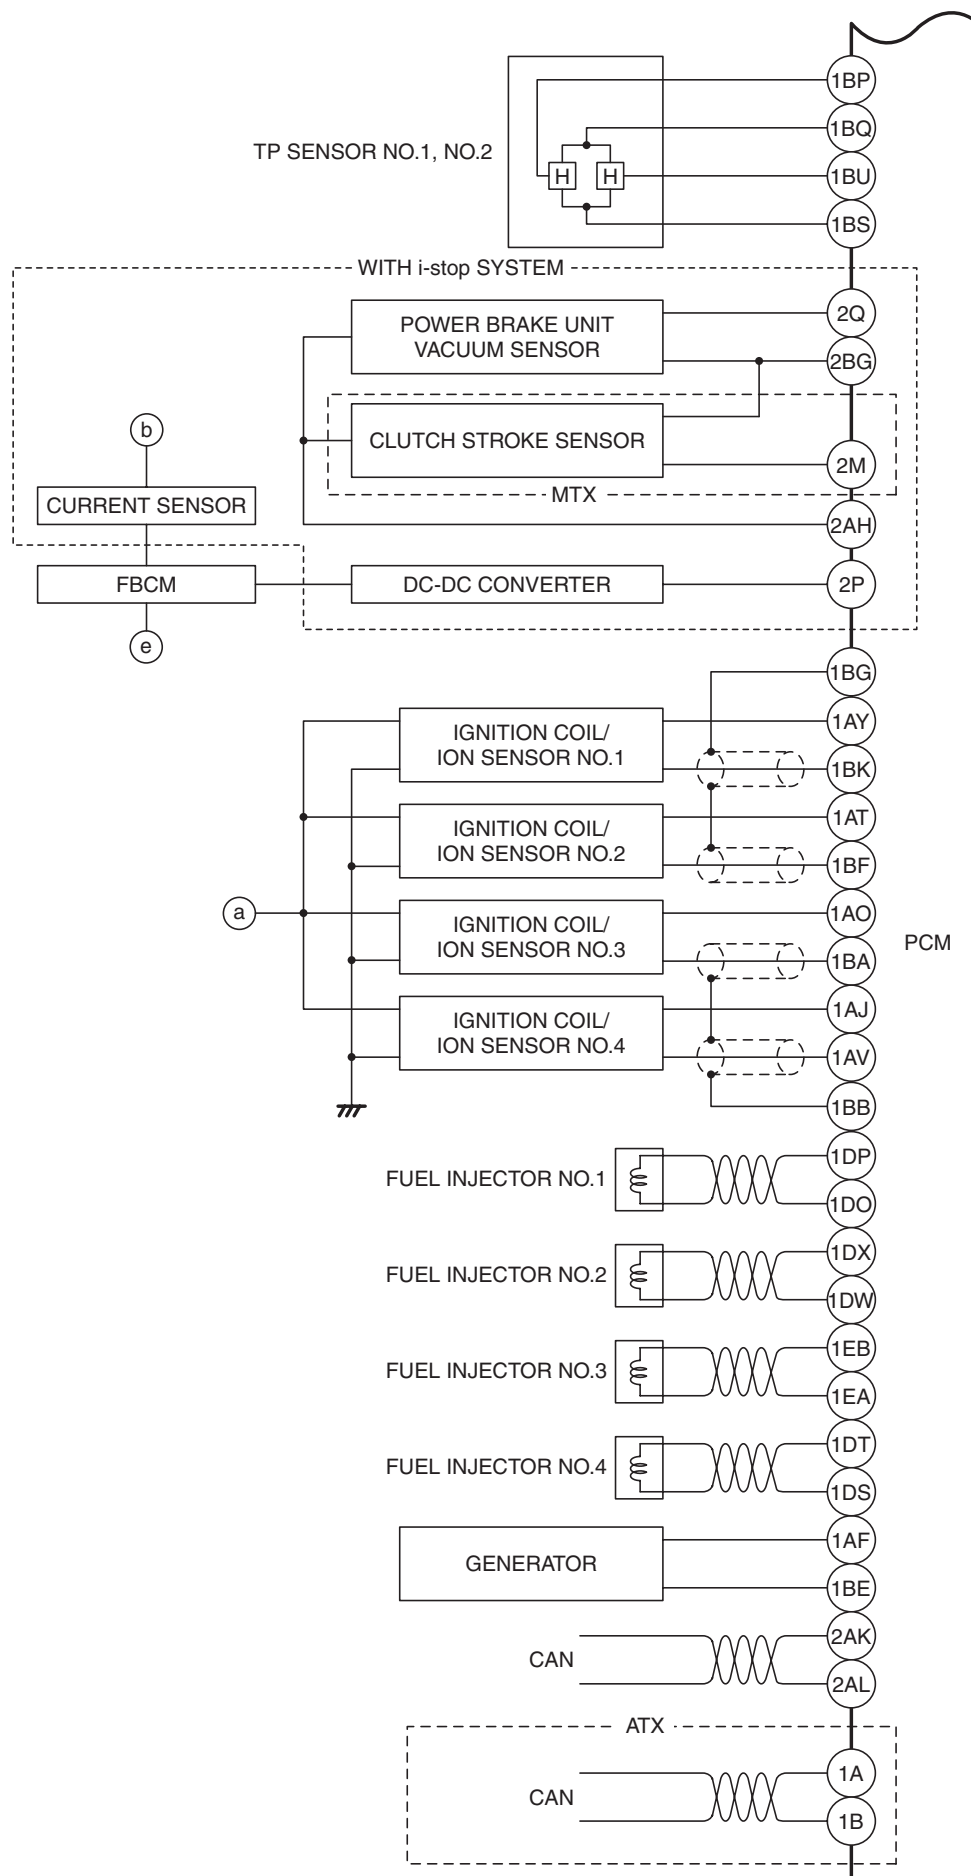 1BP
1BQ
TP SENSOR NO.1, NO.2
H H
1BU
1BS
WITH i-stop SYSTEM
POWER BRAKE UNIT
VACUUM SENSOR
2Q
2BG
b
CLUTCH STROKE SENSOR
2M
MTX
CURRENT SENSOR
2AH
FBCM
DC-DC CONVERTER
2P
e
1BG
IGNITION COIL/
ION SENSOR NO.1
1AY
1BK
IGNITION COIL/
ION SENSOR NO.2
1AT
1BF
a
IGNITION COIL/
ION SENSOR NO.3
1AO
1BA
PCM
IGNITION COIL/
ION SENSOR NO.4
1AJ
1AV
1BB
FUEL INJECTOR NO.1
1DP
1DO
FUEL INJECTOR NO.2
1DX
1DW
FUEL INJECTOR NO.3
1EB
1EA
FUEL INJECTOR NO.4
1DT
1DS
GENERATOR
1AF
1BE
CAN
2AK
2AL
ATX
CAN
1A
1B